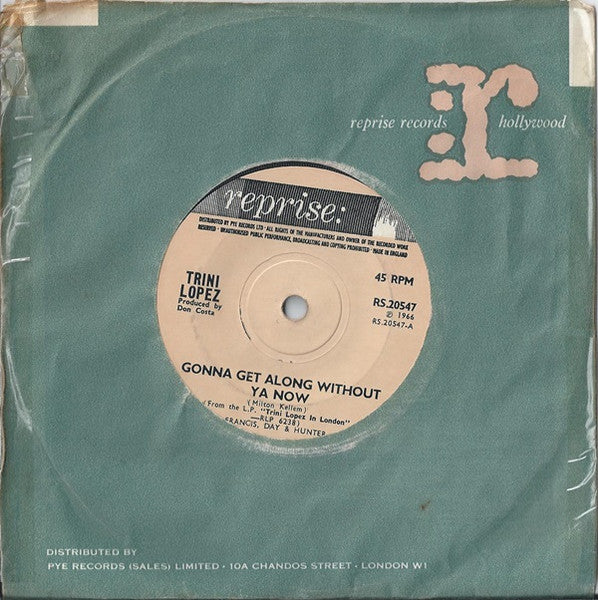 reprise records hollywood
reprise:
DISTRIBUTED BY PYE RECORDS LTD · ALL RIGHTS OF THE MANUFACTURERS AND OWNER OF THE RECORDED WORK
RESERVED · UNAUTHORISED PUBLIC PERFORMANCE, BROADCASTING AND COPYING PROHIBITED · MADE IN ENGLAND
TRINI
LOPEZ
Produced by
Don Costa
45 RPM
RS.20547
℗ 1966
RS.20547-A
GONNA GET ALONG WITHOUT
YA NOW
(Milton Kellem)
(From the L.P. "Trini Lopez In London"
—RLP 6238)
FRANCIS, DAY & HUNTER
DISTRIBUTED BY
PYE RECORDS (SALES) LIMITED · 10A CHANDOS STREET · LONDON W1